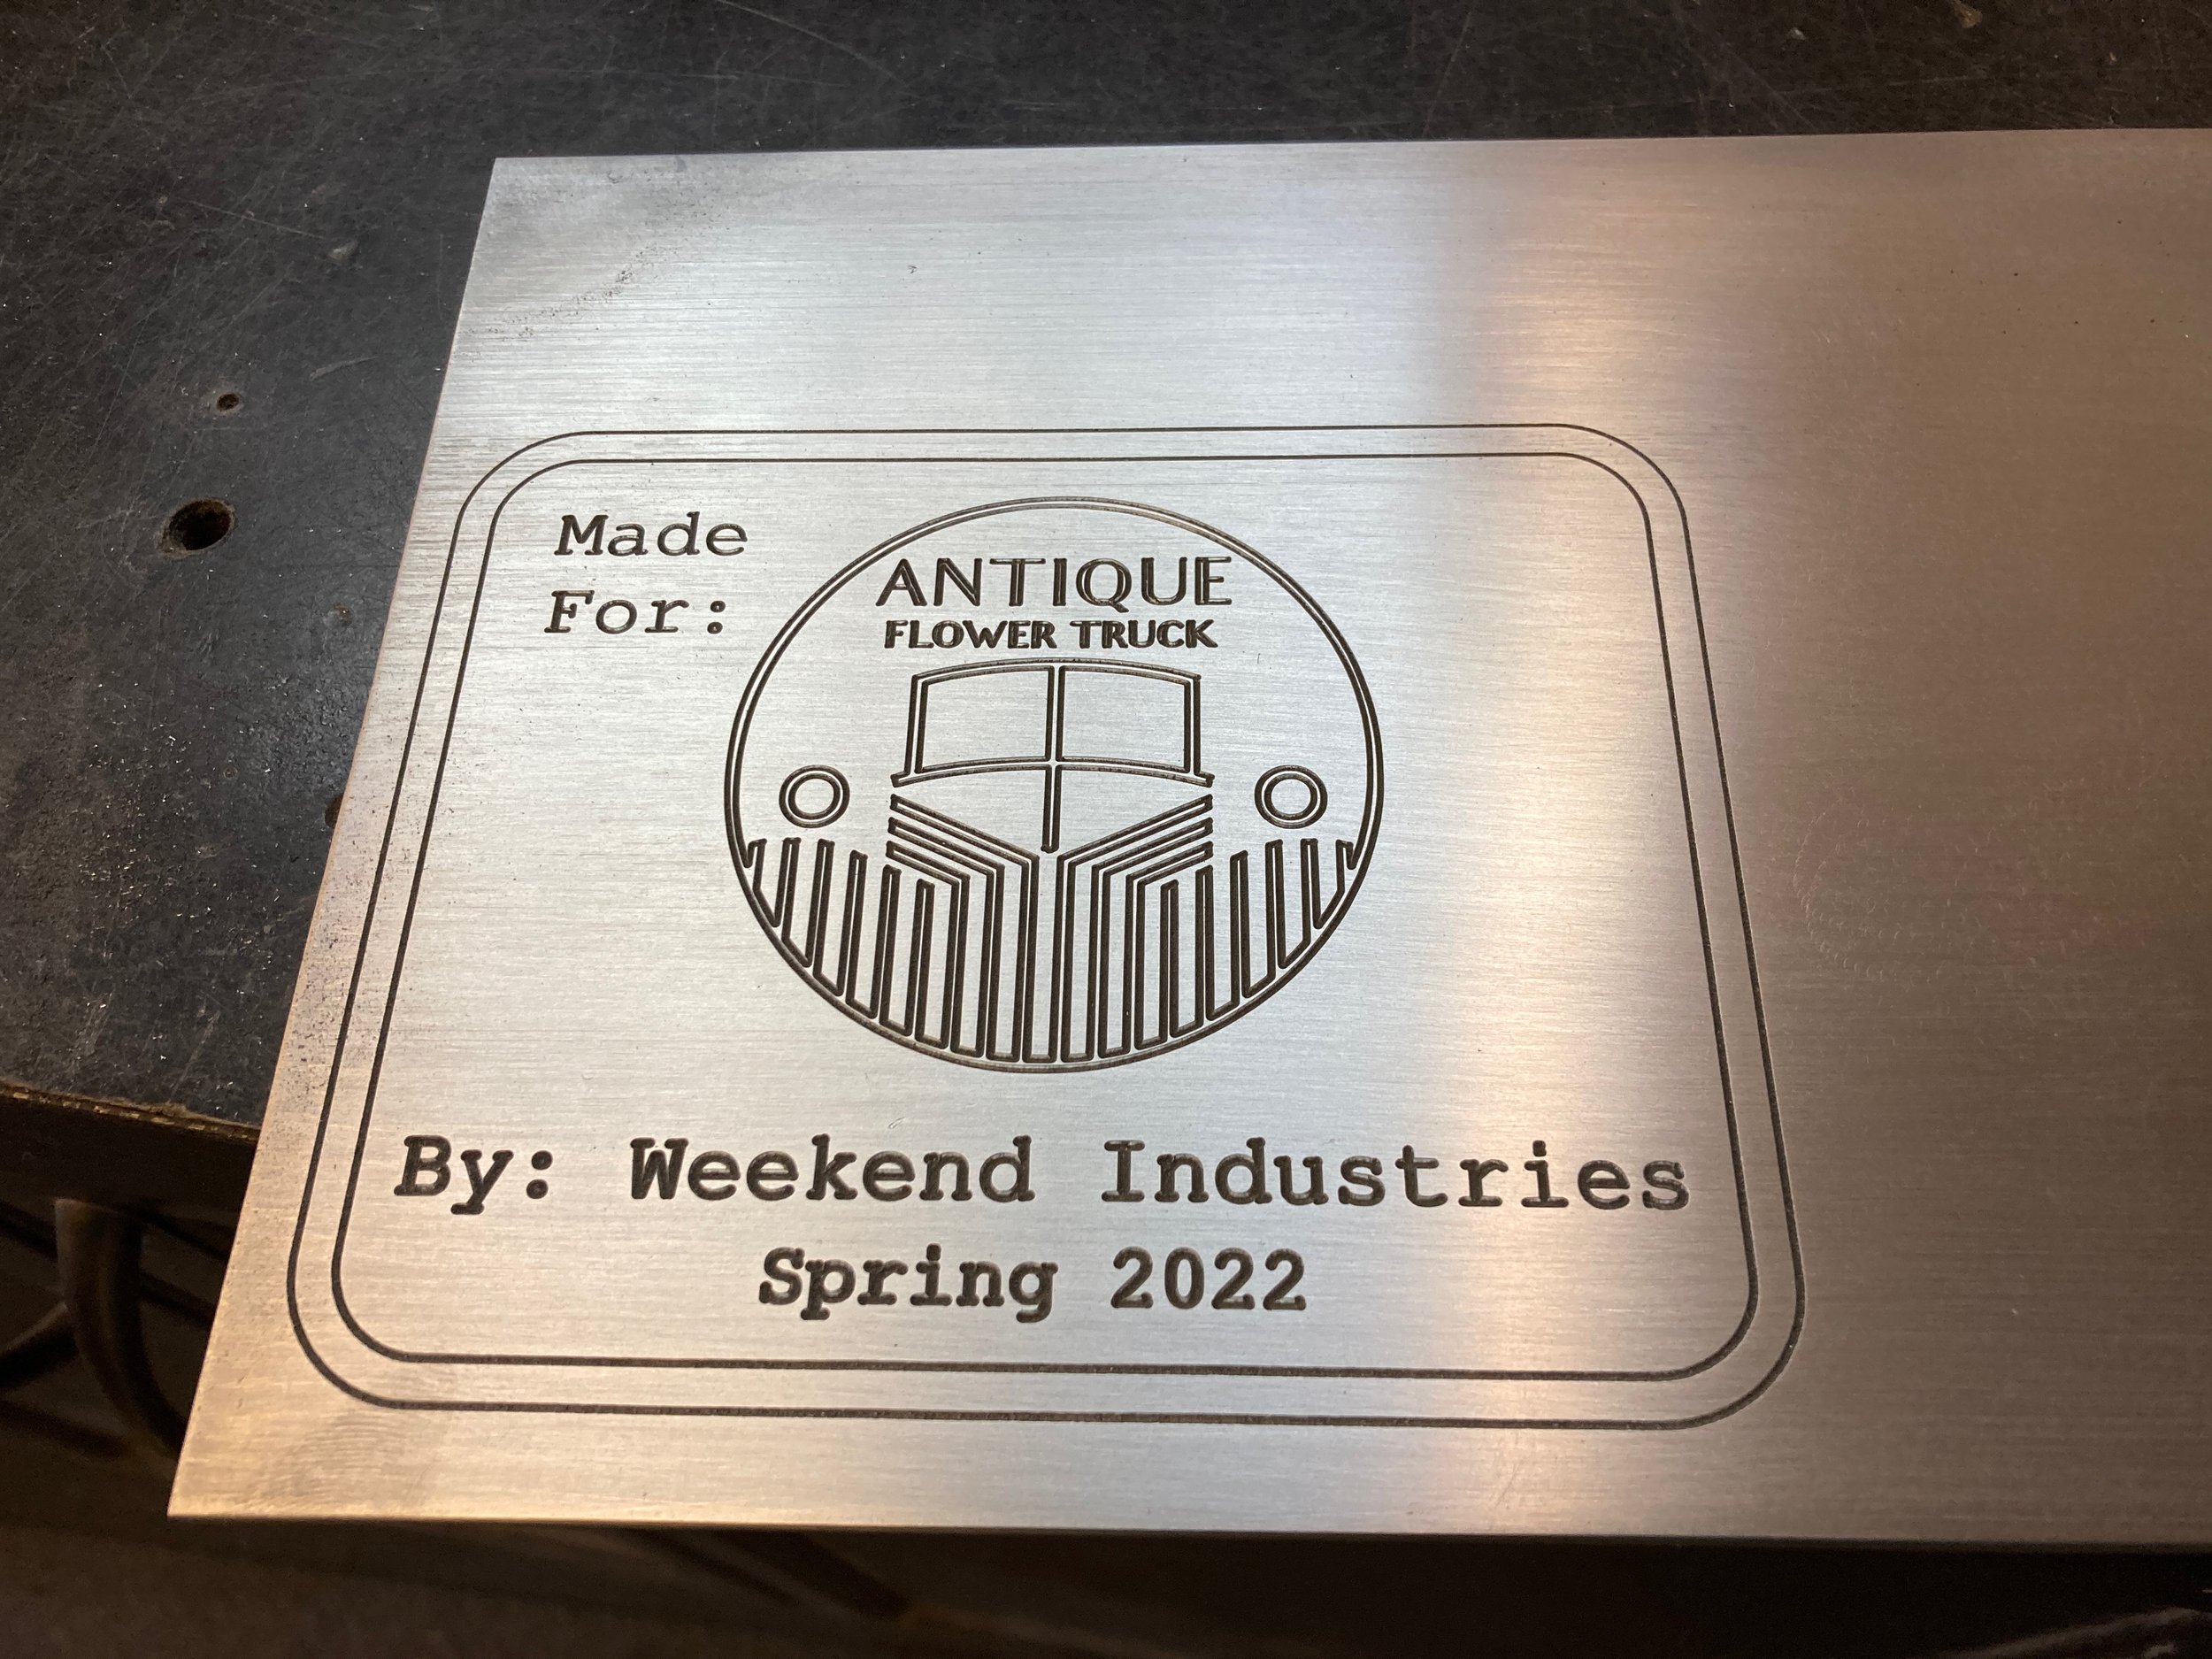 Made
For:
ANTIQUE
FLOWER TRUCK
By: Weekend Industries
Spring 2022